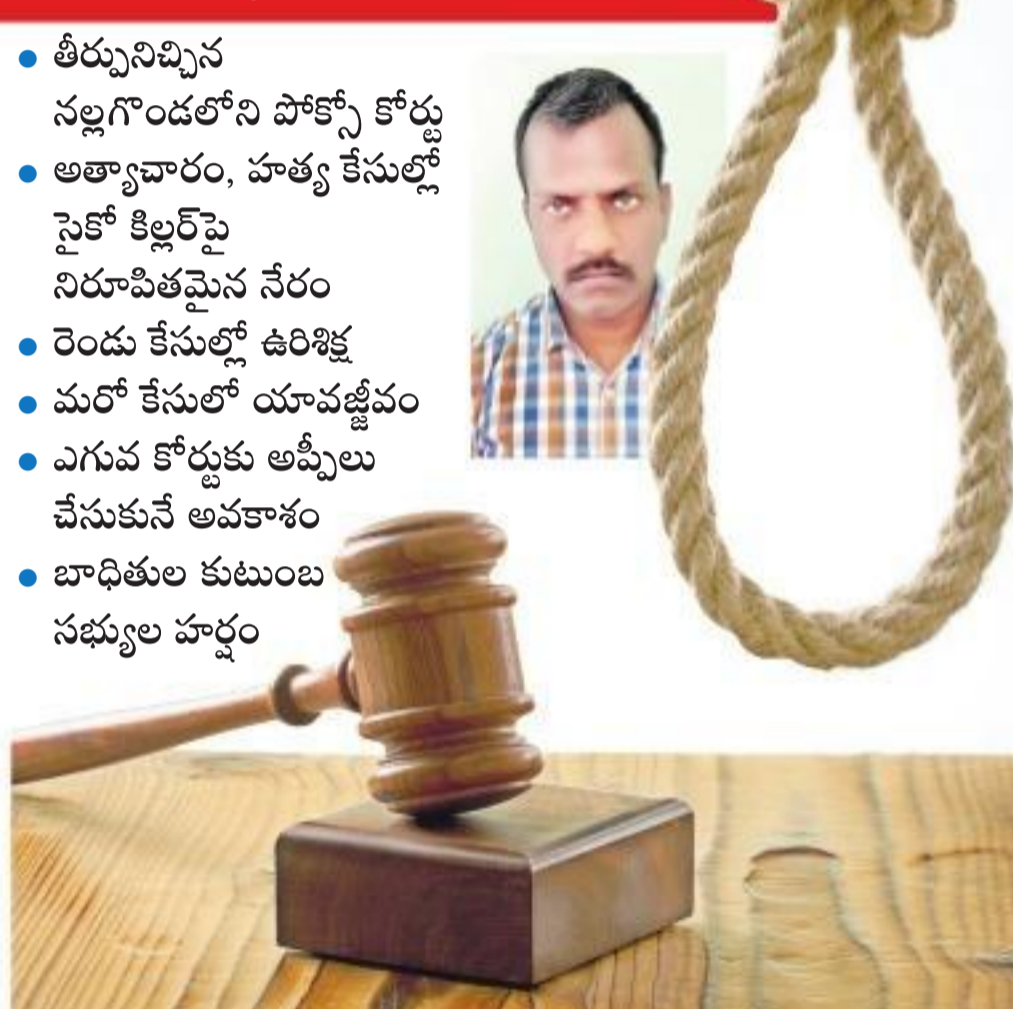 • తీర్పునిచ్చిన
నల్లగొండలోని పోక్సో కోర్టు
• అత్యాచారం, హత్య కేసుల్లో
సైకో కిల్లర్‌పై
నిరూపితమైన నేరం
• రెండు కేసుల్లో ఉరిశిక్ష
• మరో కేసులో యావజ్జీవం
• ఎగువ కోర్టుకు అప్పీలు
చేసుకునే అవకాశం
• బాధితుల కుటుంబ
సభ్యుల హర్షం